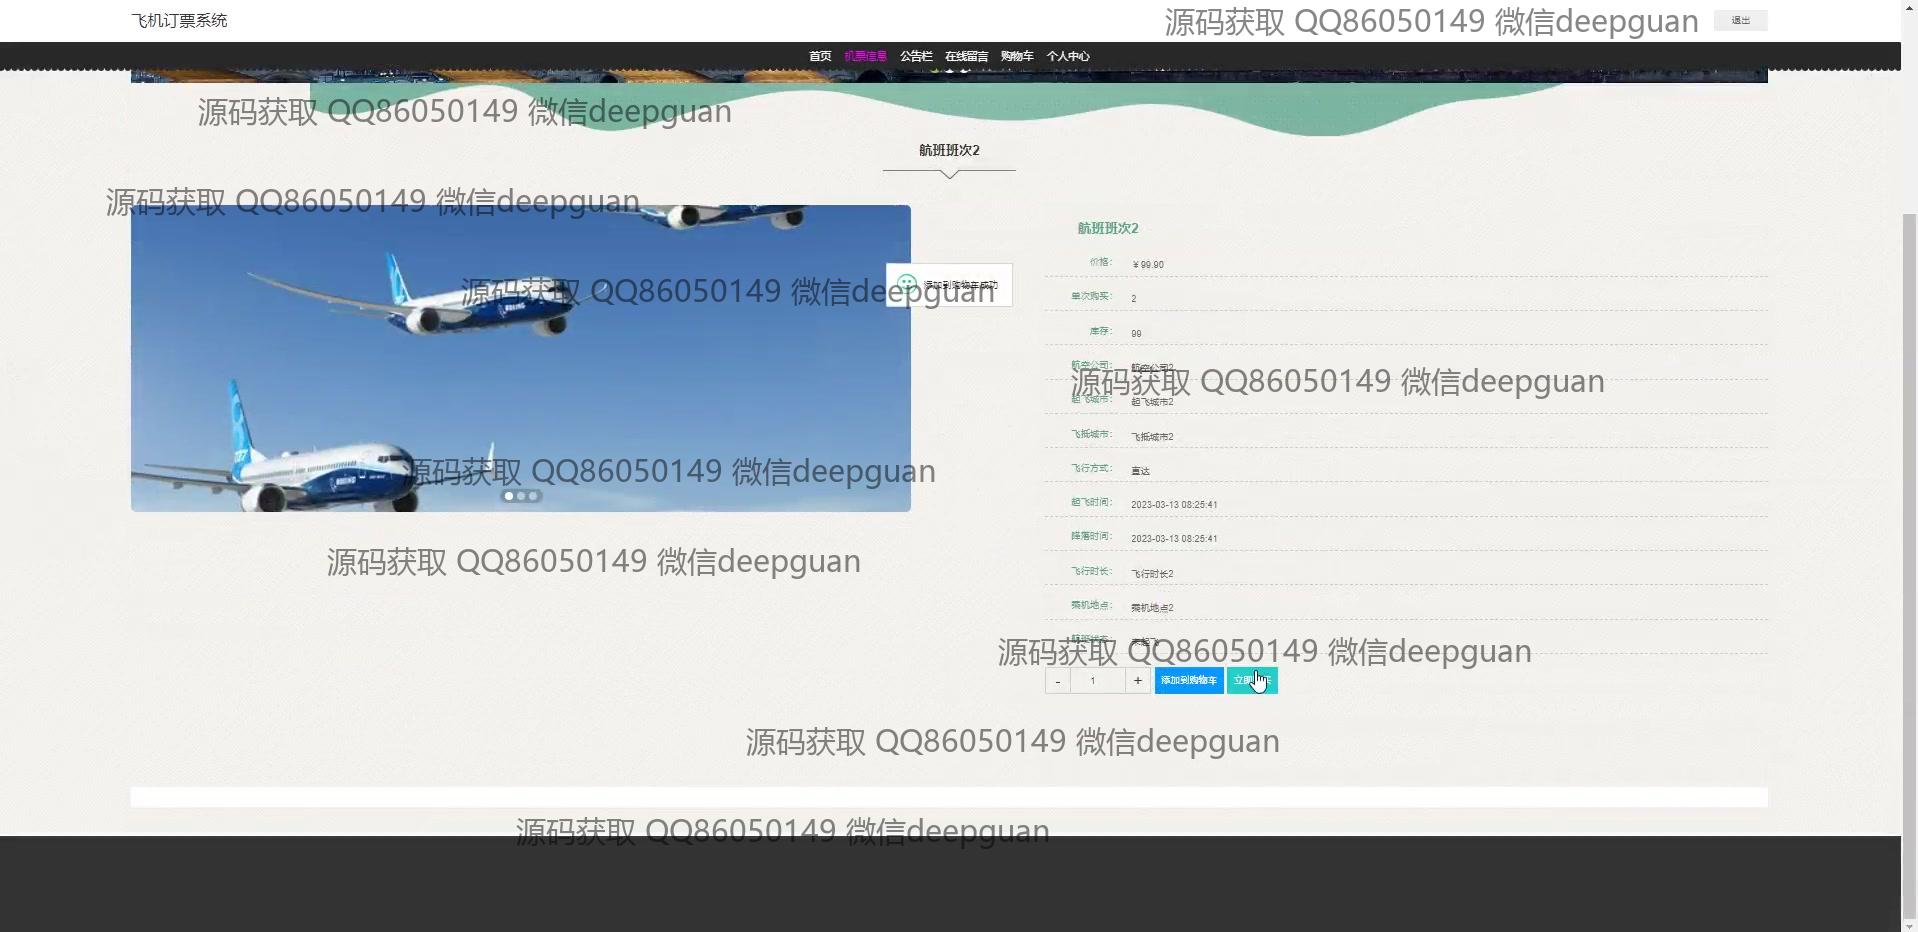 飞机订票系统
源码获取 QQ86050149 微信deepguan
退出
首页 机票信息 公告栏 在线留言 购物车 个人中心
源码获取 QQ86050149 微信deepguan
航班班次2
源码获取 QQ86050149 微信deepguan
航班班次2
价格： ￥99.90
添加到购物车成功
源码获取 QQ86050149 微信deepguan
单次购买： 2
库存： 99
航空公司： 航空公司2
源码获取 QQ86050149 微信deepguan
起飞城市： 起飞城市2
飞抵城市： 飞抵城市2
飞行方式： 直达
源码获取 QQ86050149 微信deepguan
BOEING
BOEING
起飞时间： 2023-03-13 08:25:41
降落时间： 2023-03-13 08:25:41
源码获取 QQ86050149 微信deepguan
飞行时长： 飞行时长2
乘机地点： 乘机地点2
航班状态： 未起飞
源码获取 QQ86050149 微信deepguan
- 1 + 添加到购物车 立即
源码获取 QQ86050149 微信deepguan
源码获取 QQ86050149 微信deepguan